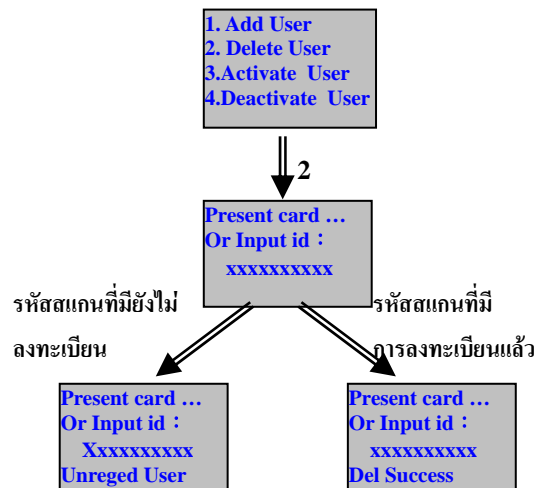 1. Add User
2. Delete User
3.Activate User
4.Deactivate User
2
Present card …
Or Input id：
xxxxxxxxxx
รหัสสแกนที่มียังไม่
ลงทะเบียน
รหัสสแกนที่มี
การลงทะเบียนแล้ว
Present card …
Or Input id：
Xxxxxxxxxx
Unreged User
Present card …
Or Input id：
xxxxxxxxxx
Del Success